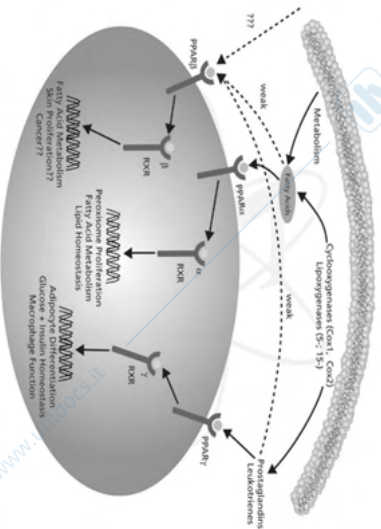 ???
Metabolism
Cyclooxygenases (Cox1, Cox2)
Lipoxygenases (5-, 15-)
weak
Fatty Acids
weak
Prostaglandins
Leukotrienes
PPARβ
PPARα
PPARγ
β
RXR
α
RXR
γ
RXR
Fatty Acid Metabolism
Skin Proliferation??
Cancer??
Peroxisome Proliferation
Fatty Acid Metabolism
Lipid Homeostasis
Adipocyte Differentiation
Glucose + Insulin Homeostasis
Macrophage Function